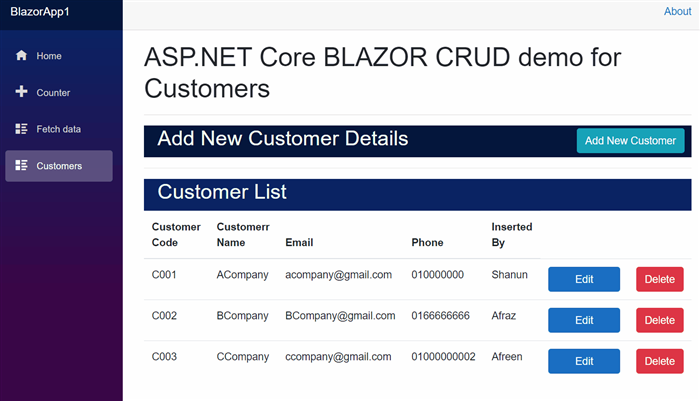 BlazorApp1
About
Home
Counter
Fetch data
Customers
ASP.NET Core BLAZOR CRUD demo for
Customers
Add New Customer Details Add New Customer
Customer List
Customer Code Customerr Name Email Phone Inserted By
C001 ACompany acompany@gmail.com 010000000 Shanun Edit Delete
C002 BCompany BCompany@gmail.com 0166666666 Afraz Edit Delete
C003 CCompany ccompany@gmail.com 01000000002 Afreen Edit Delete